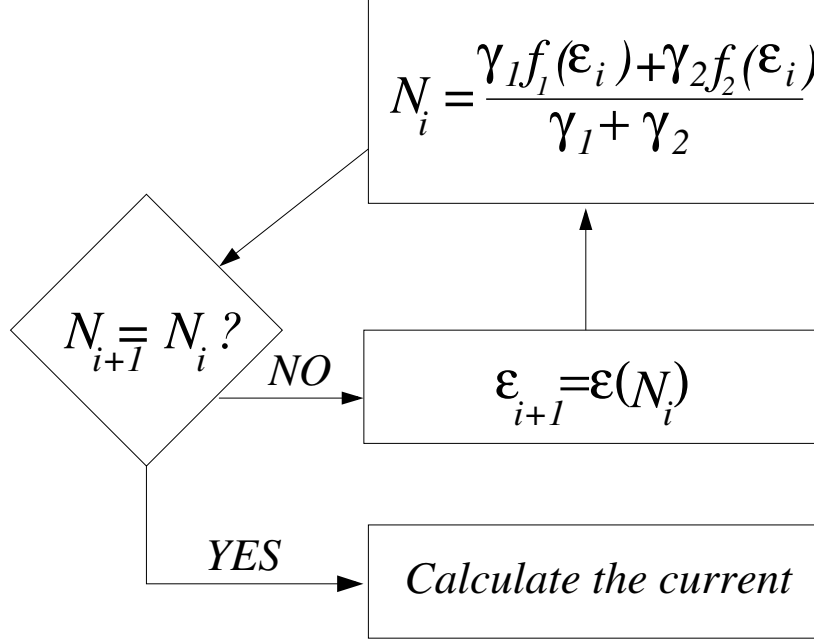 N_i = (γ_1 f_1(ε_i)+γ_2 f_2(ε_i)) / (γ_1 + γ_2)
N_{i+1} = N_i ?
NO
ε_{i+1}=ε(N_i)
YES
Calculate the current